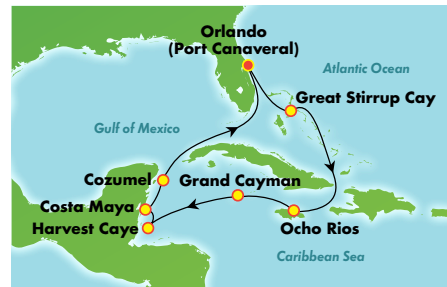 Orlando
(Port Canaveral)
Atlantic Ocean
Great Stirrup Cay
Gulf of Mexico
Cozumel
Grand Cayman
Costa Maya
Harvest Caye
Ocho Rios
Caribbean Sea